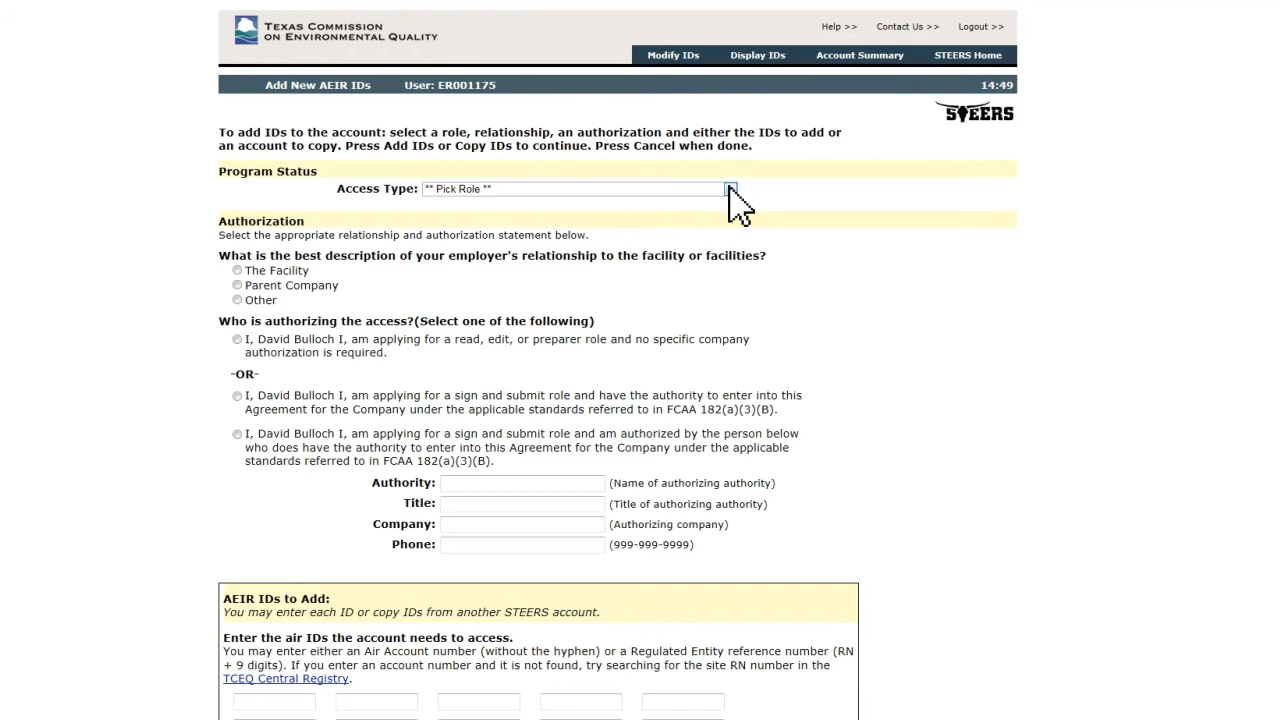 TEXAS COMMISSION
ON ENVIRONMENTAL QUALITY
Help >> Contact Us >> Logout >>
Modify IDs Display IDs Account Summary STEERS Home
Add New AEIR IDs User: ER001175 14:49
STEERS
To add IDs to the account: select a role, relationship, an authorization and either the IDs to add or
an account to copy. Press Add IDs or Copy IDs to continue. Press Cancel when done.
Program Status
Access Type: ** Pick Role **
Authorization
Select the appropriate relationship and authorization statement below.
What is the best description of your employer's relationship to the facility or facilities?
The Facility
Parent Company
Other
Who is authorizing the access?(Select one of the following)
I, David Bulloch I, am applying for a read, edit, or preparer role and no specific company
authorization is required.
-OR-
I, David Bulloch I, am applying for a sign and submit role and have the authority to enter into this
Agreement for the Company under the applicable standards referred to in FCAA 182(a)(3)(B).
I, David Bulloch I, am applying for a sign and submit role and am authorized by the person below
who does have the authority to enter into this Agreement for the Company under the applicable
standards referred to in FCAA 182(a)(3)(B).
Authority: (Name of authorizing authority)
Title: (Title of authorizing authority)
Company: (Authorizing company)
Phone: (999-999-9999)
AEIR IDs to Add:
You may enter each ID or copy IDs from another STEERS account.
Enter the air IDs the account needs to access.
You may enter either an Air Account number (without the hyphen) or a Regulated Entity reference number (RN
+ 9 digits). If you enter an account number and it is not found, try searching for the site RN number in the
TCEQ Central Registry.